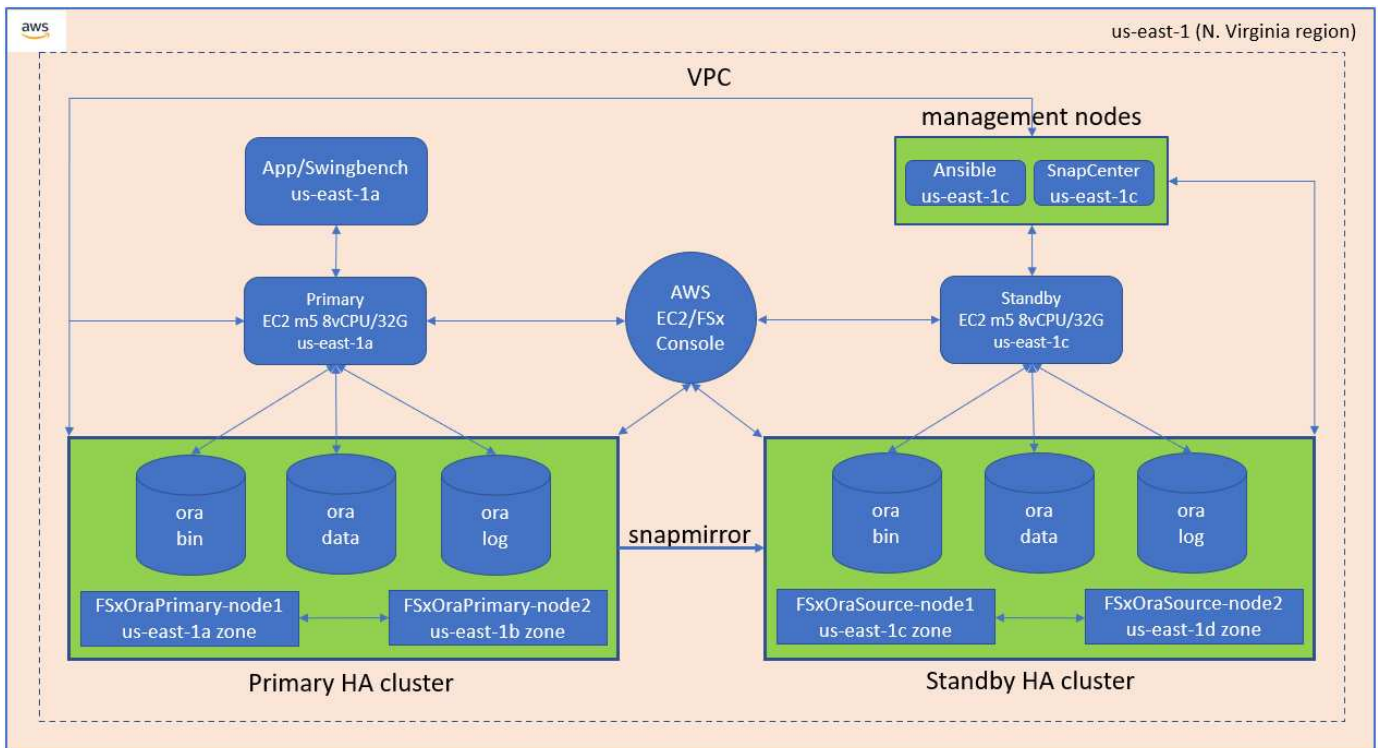 aws
us-east-1 (N. Virginia region)
VPC
management nodes
App/Swingbench
us-east-1a
Ansible
us-east-1c
SnapCenter
us-east-1c
Primary
EC2 m5 8vCPU/32G
us-east-1a
AWS
EC2/FSx
Console
Standby
EC2 m5 8vCPU/32G
us-east-1c
ora
bin
ora
data
ora
log
snapmirror
ora
bin
ora
data
ora
log
FSxOraPrimary-node1
us-east-1a zone
FSxOraPrimary-node2
us-east-1b zone
FSxOraSource-node1
us-east-1c zone
FSxOraSource-node2
us-east-1d zone
Primary HA cluster
Standby HA cluster